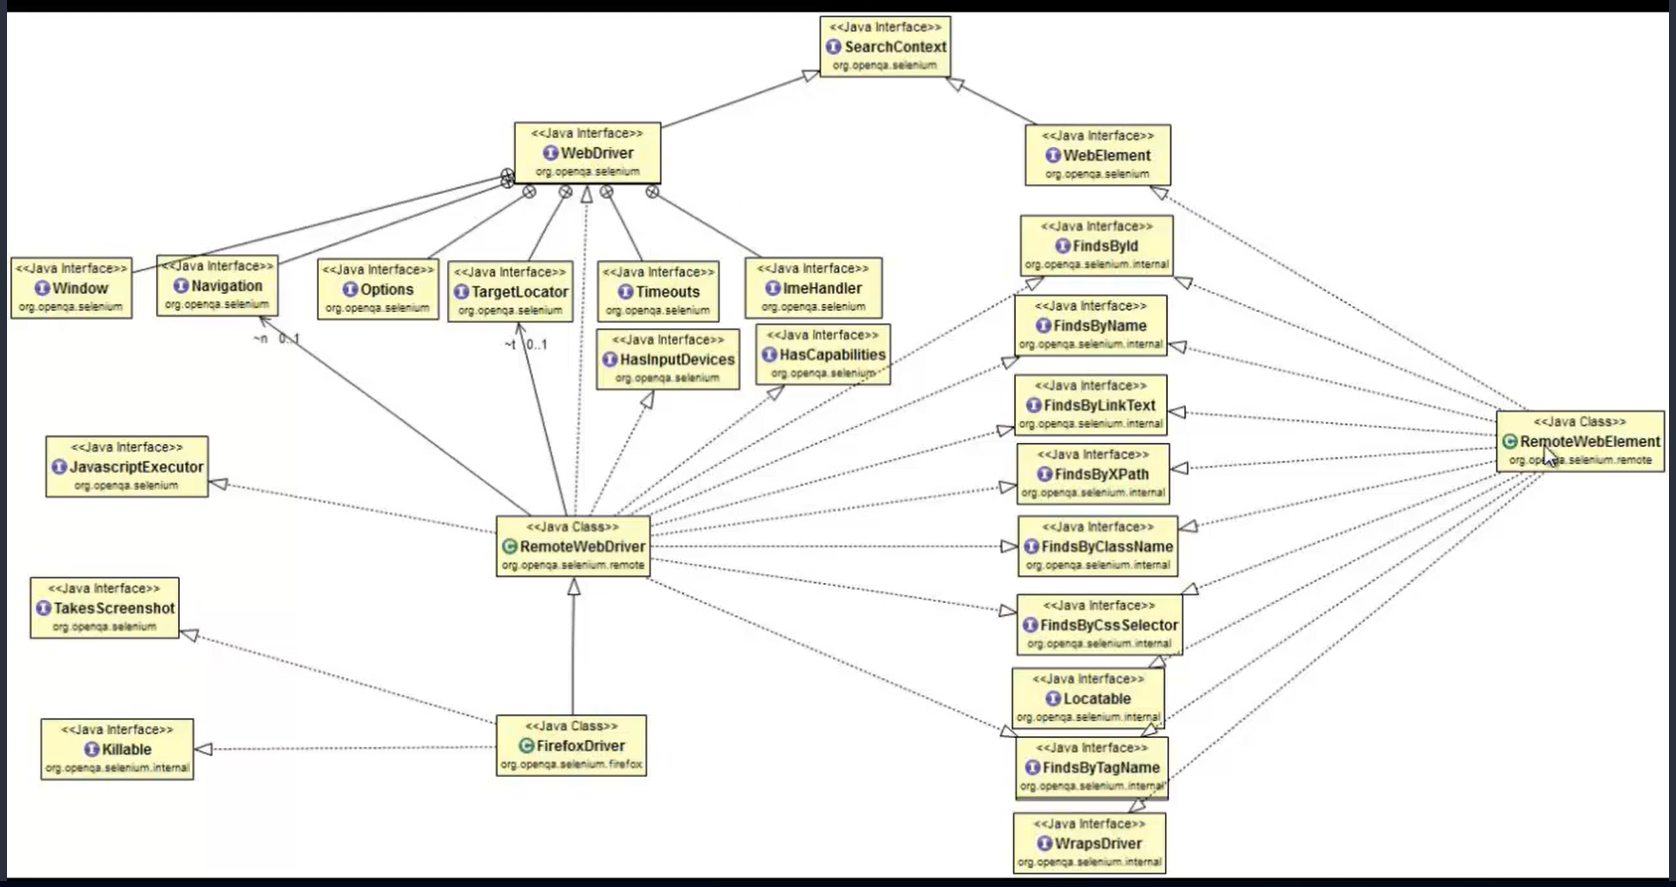 <<Java Interface>>
SearchContext
org.openqa.selenium
<<Java Interface>>
WebDriver
org.openqa.selenium
<<Java Interface>>
WebElement
org.openqa.selenium
<<Java Interface>>
Window
org.openqa.selenium
<<Java Interface>>
Navigation
org.openqa.selenium
<<Java Interface>>
Options
org.openqa.selenium
<<Java Interface>>
TargetLocator
org.openqa.selenium
<<Java Interface>>
Timeouts
org.openqa.selenium
<<Java Interface>>
ImeHandler
org.openqa.selenium
~n 0..1
~t 0..1
<<Java Interface>>
HasInputDevices
org.openqa.selenium
<<Java Interface>>
HasCapabilities
org.openqa.selenium
<<Java Interface>>
FindsById
org.openqa.selenium.internal
<<Java Interface>>
FindsByName
org.openqa.selenium.internal
<<Java Interface>>
FindsByLinkText
org.openqa.selenium.internal
<<Java Interface>>
FindsByXPath
org.openqa.selenium.internal
<<Java Interface>>
FindsByClassName
org.openqa.selenium.internal
<<Java Interface>>
FindsByCssSelector
org.openqa.selenium.internal
<<Java Interface>>
Locatable
org.openqa.selenium.internal
<<Java Interface>>
FindsByTagName
org.openqa.selenium.internal
<<Java Interface>>
WrapsDriver
org.openqa.selenium.internal
<<Java Class>>
RemoteWebElement
org.openqa.selenium.remote
<<Java Interface>>
JavascriptExecutor
org.openqa.selenium
<<Java Class>>
RemoteWebDriver
org.openqa.selenium.remote
<<Java Interface>>
TakesScreenshot
org.openqa.selenium
<<Java Interface>>
Killable
org.openqa.selenium.internal
<<Java Class>>
FirefoxDriver
org.openqa.selenium.firefox